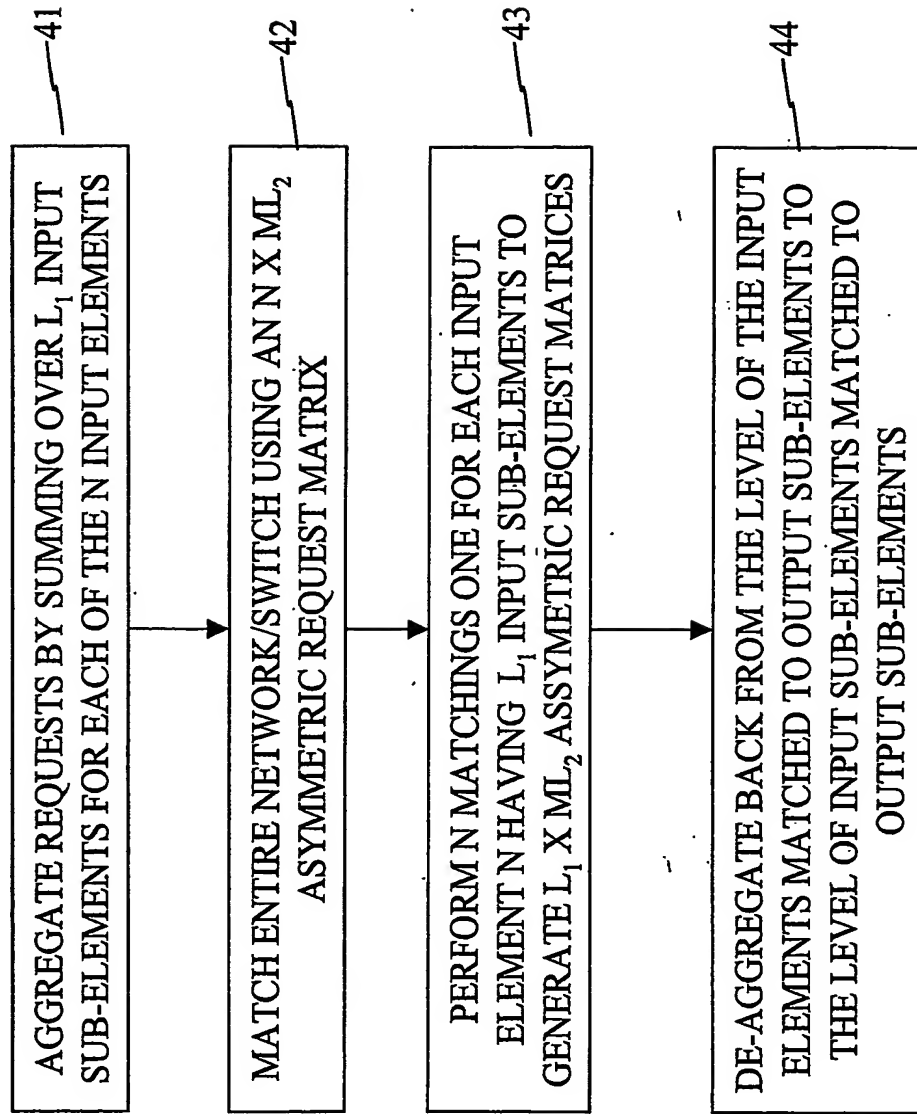 AGGREGATE REQUESTS BY SUMMING OVER L₁ INPUT
SUB-ELEMENTS FOR EACH OF THE N INPUT ELEMENTS
41
MATCH ENTIRE NETWORK/SWITCH USING AN N X ML₂
ASYMMETRIC REQUEST MATRIX
42
PERFORM N MATCHINGS ONE FOR EACH INPUT
ELEMENT N HAVING L₁ INPUT SUB-ELEMENTS TO
GENERATE L₁ X ML₂ ASSYMETRIC REQUEST MATRICES
43
DE-AGGREGATE BACK FROM THE LEVEL OF THE INPUT
ELEMENTS MATCHED TO OUTPUT SUB-ELEMENTS TO
THE LEVEL OF INPUT SUB-ELEMENTS MATCHED TO
OUTPUT SUB-ELEMENTS
44